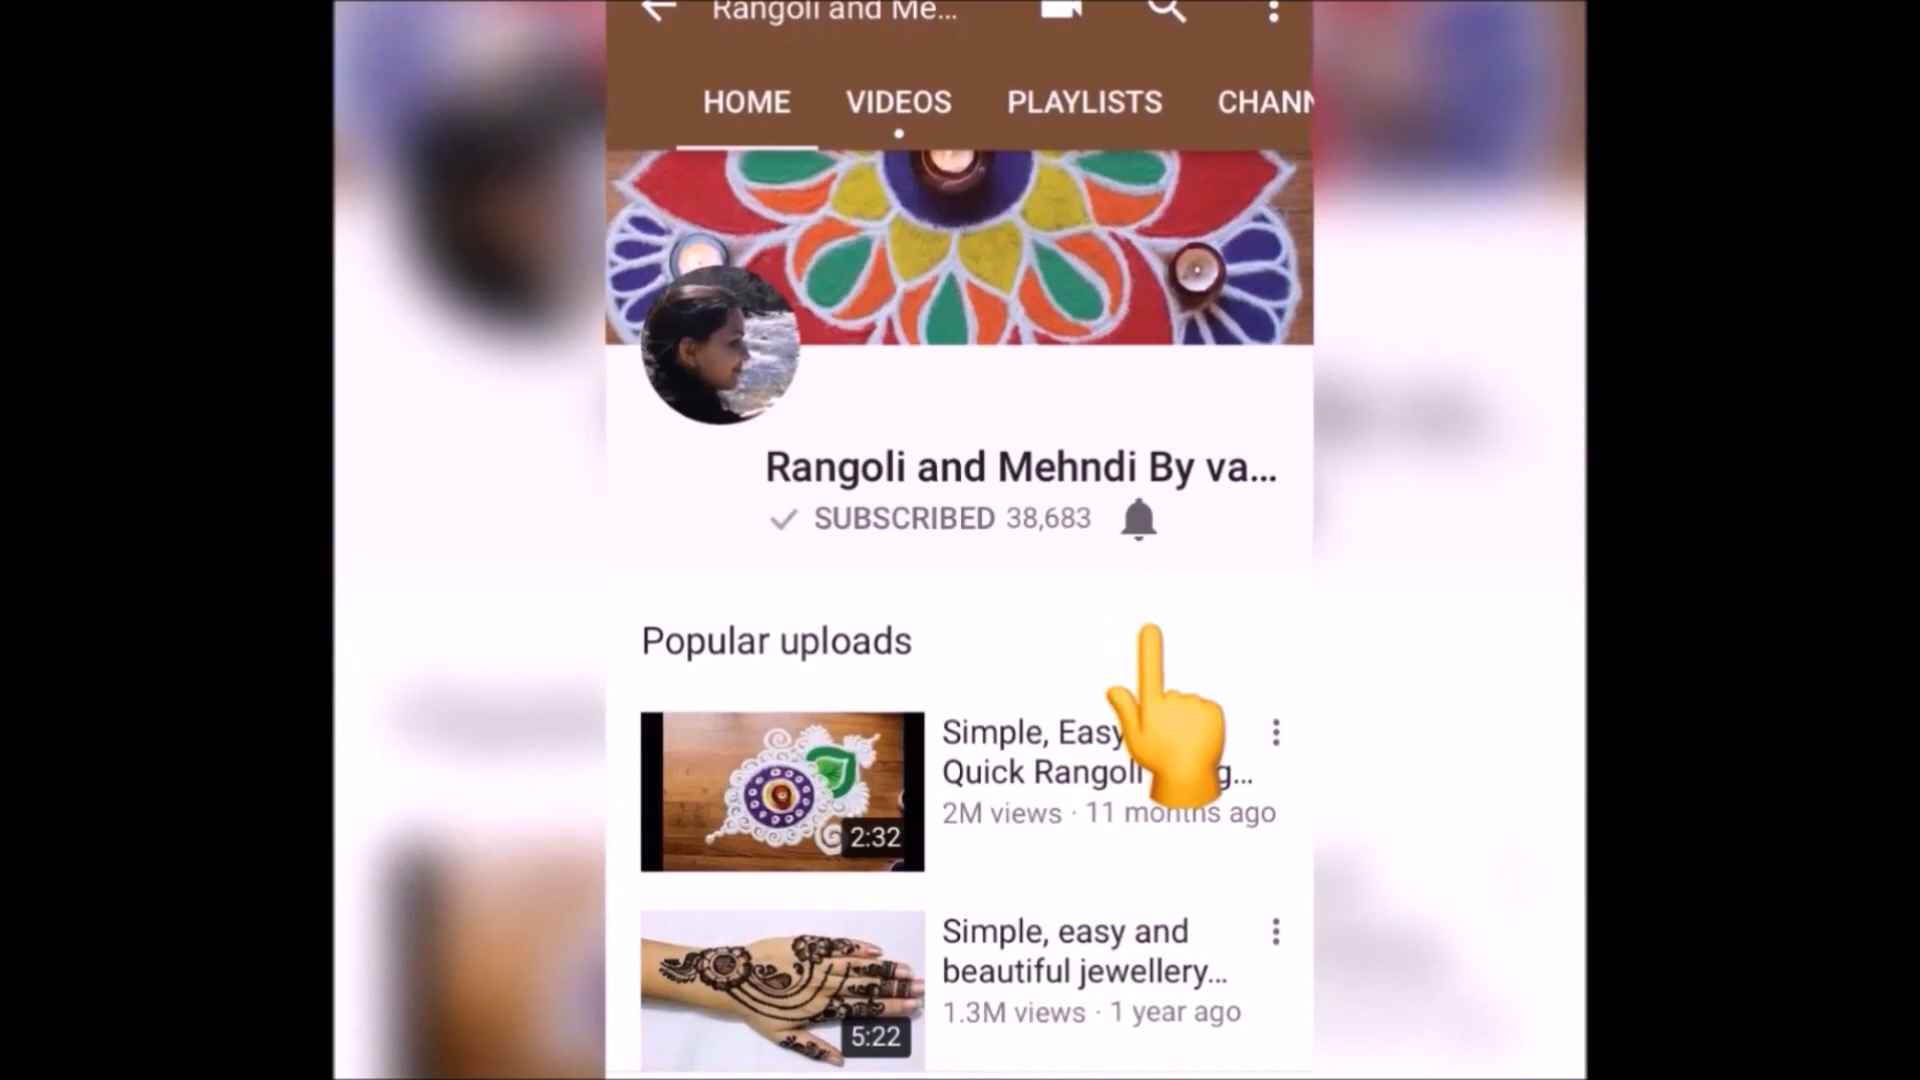 Rangoli and Me...
HOME VIDEOS PLAYLISTS CHANN
Rangoli and Mehndi By va...
SUBSCRIBED 38,683
Popular uploads
Simple, Easy
Quick Rangoli g...
2M views · 11 months ago
2:32
Simple, easy and
beautiful jewellery...
1.3M views · 1 year ago
5:22